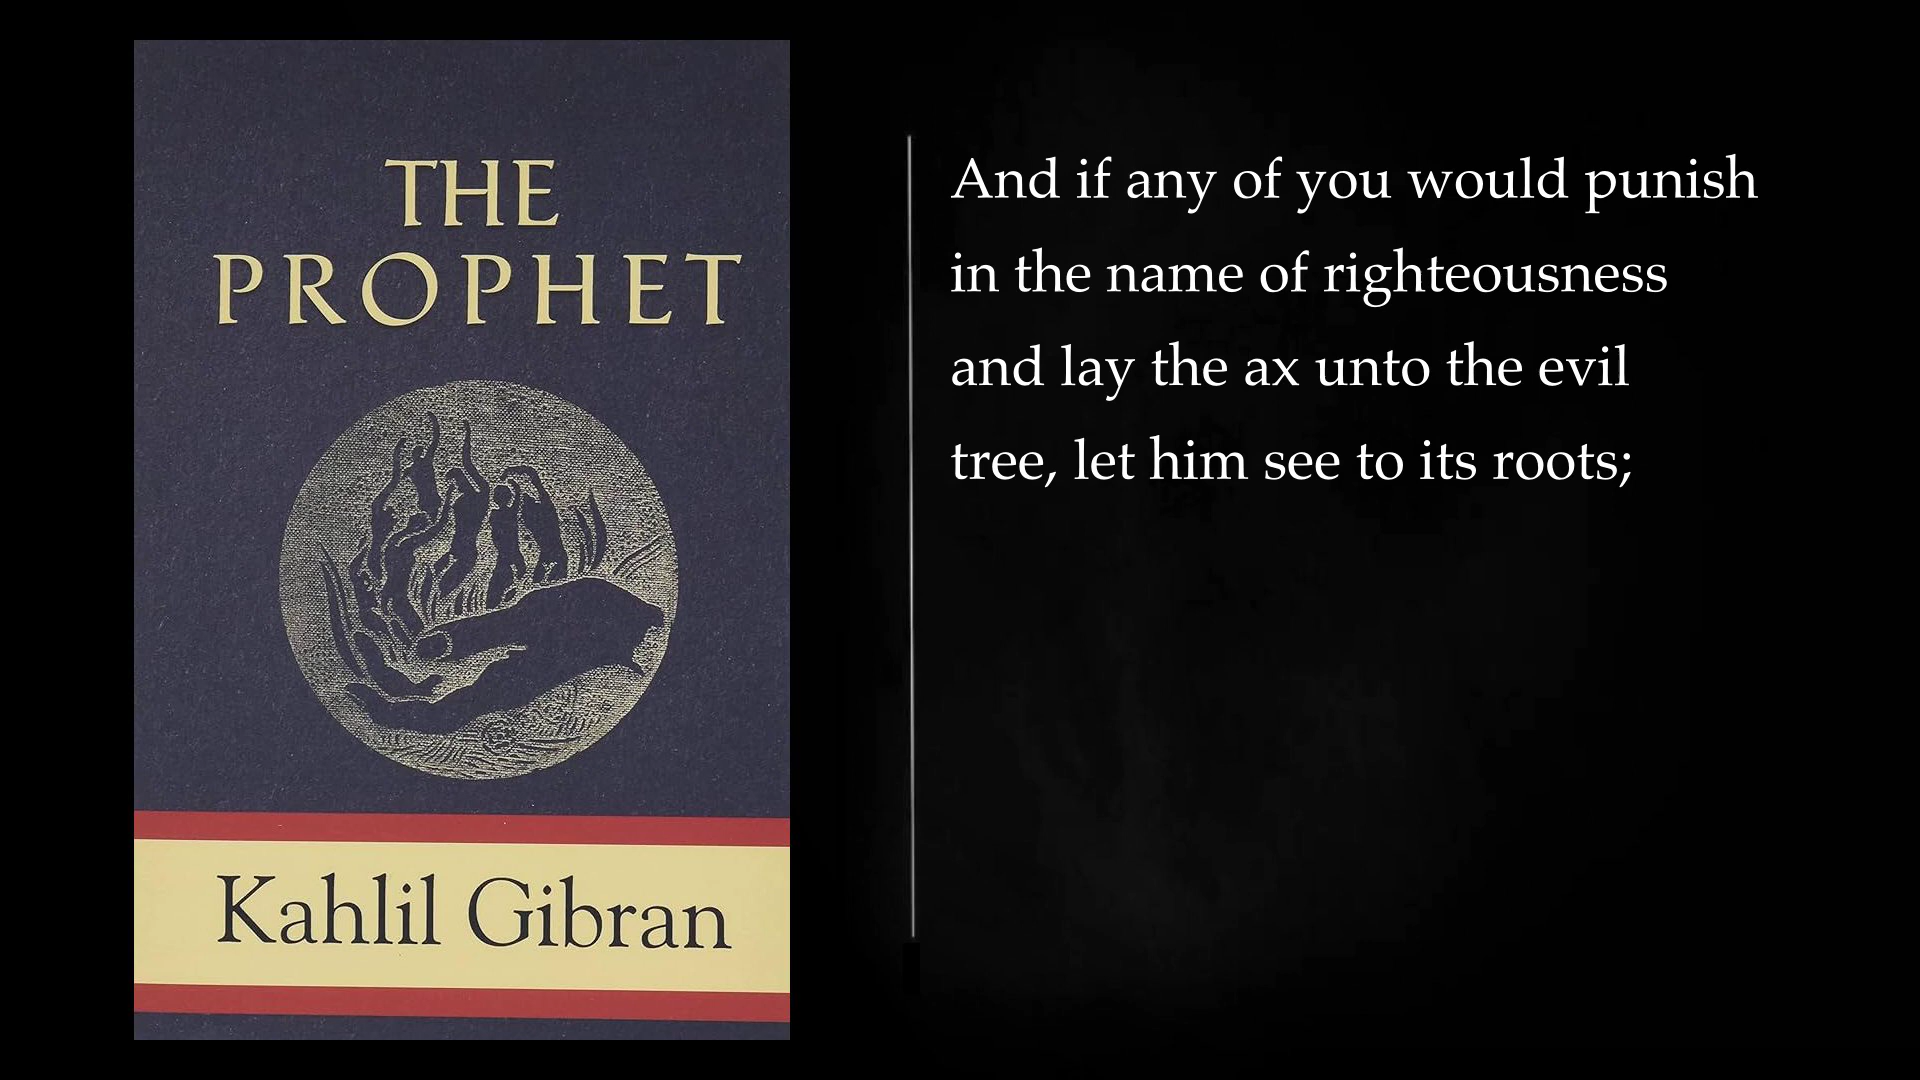 THE
PROPHET
Kahlil Gibran
And if any of you would punish
in the name of righteousness
and lay the ax unto the evil
tree, let him see to its roots;